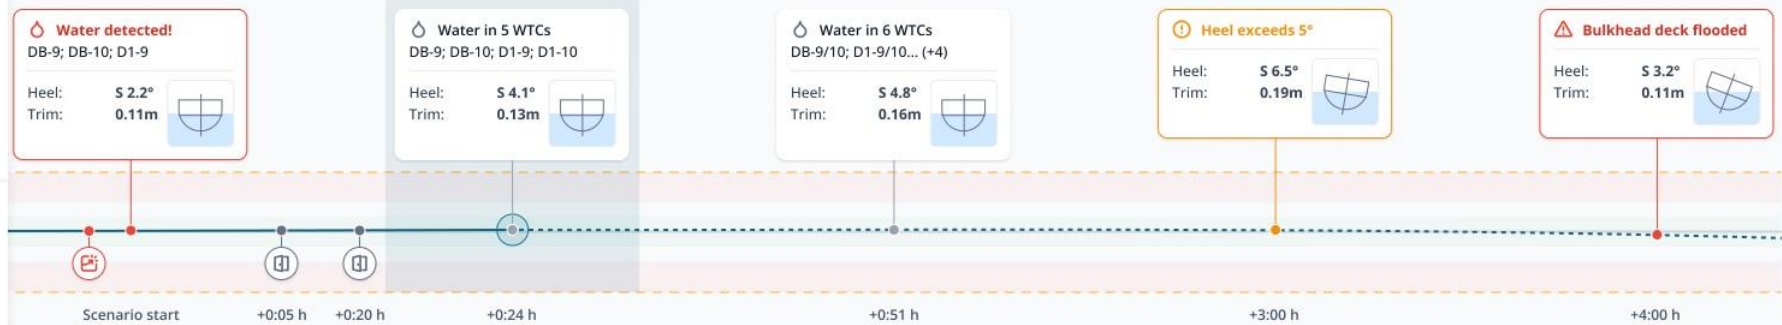 Water detected!
DB-9; DB-10; D1-9
Heel: S 2.2°
Trim: 0.11m
Water in 5 WTCs
DB-9; DB-10; D1-9; D1-10
Heel: S 4.1°
Trim: 0.13m
Water in 6 WTCs
DB-9/10; D1-9/10... (+4)
Heel: S 4.8°
Trim: 0.16m
Heel exceeds 5°
Heel: S 6.5°
Trim: 0.19m
Bulkhead deck flooded
Heel: S 3.2°
Trim: 0.11m
Scenario start +0:05 h +0:20 h +0:24 h +0:51 h +3:00 h +4:00 h